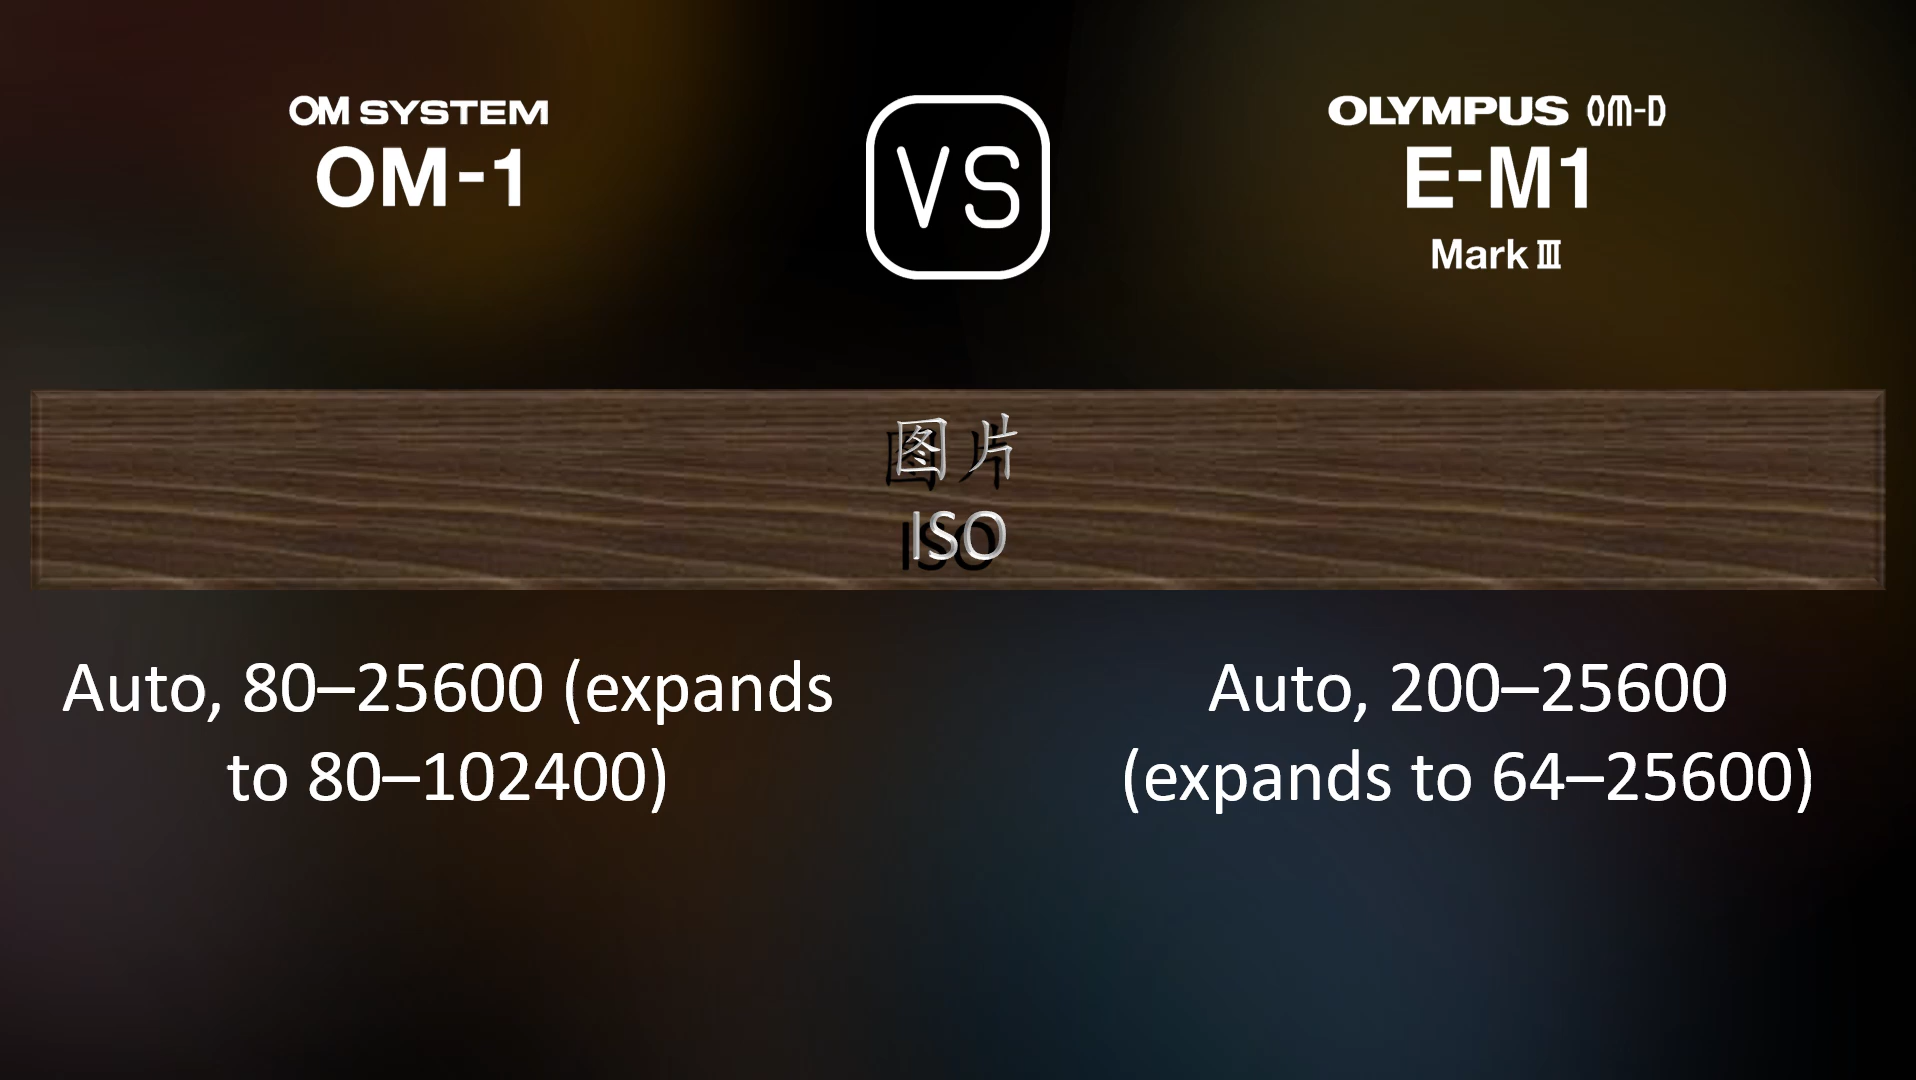 OM SYSTEM
OM-1
VS
OLYMPUS OM-D
E-M1
Mark III
图片
ISO
Auto, 80–25600 (expands
to 80–102400)
Auto, 200–25600
(expands to 64–25600)